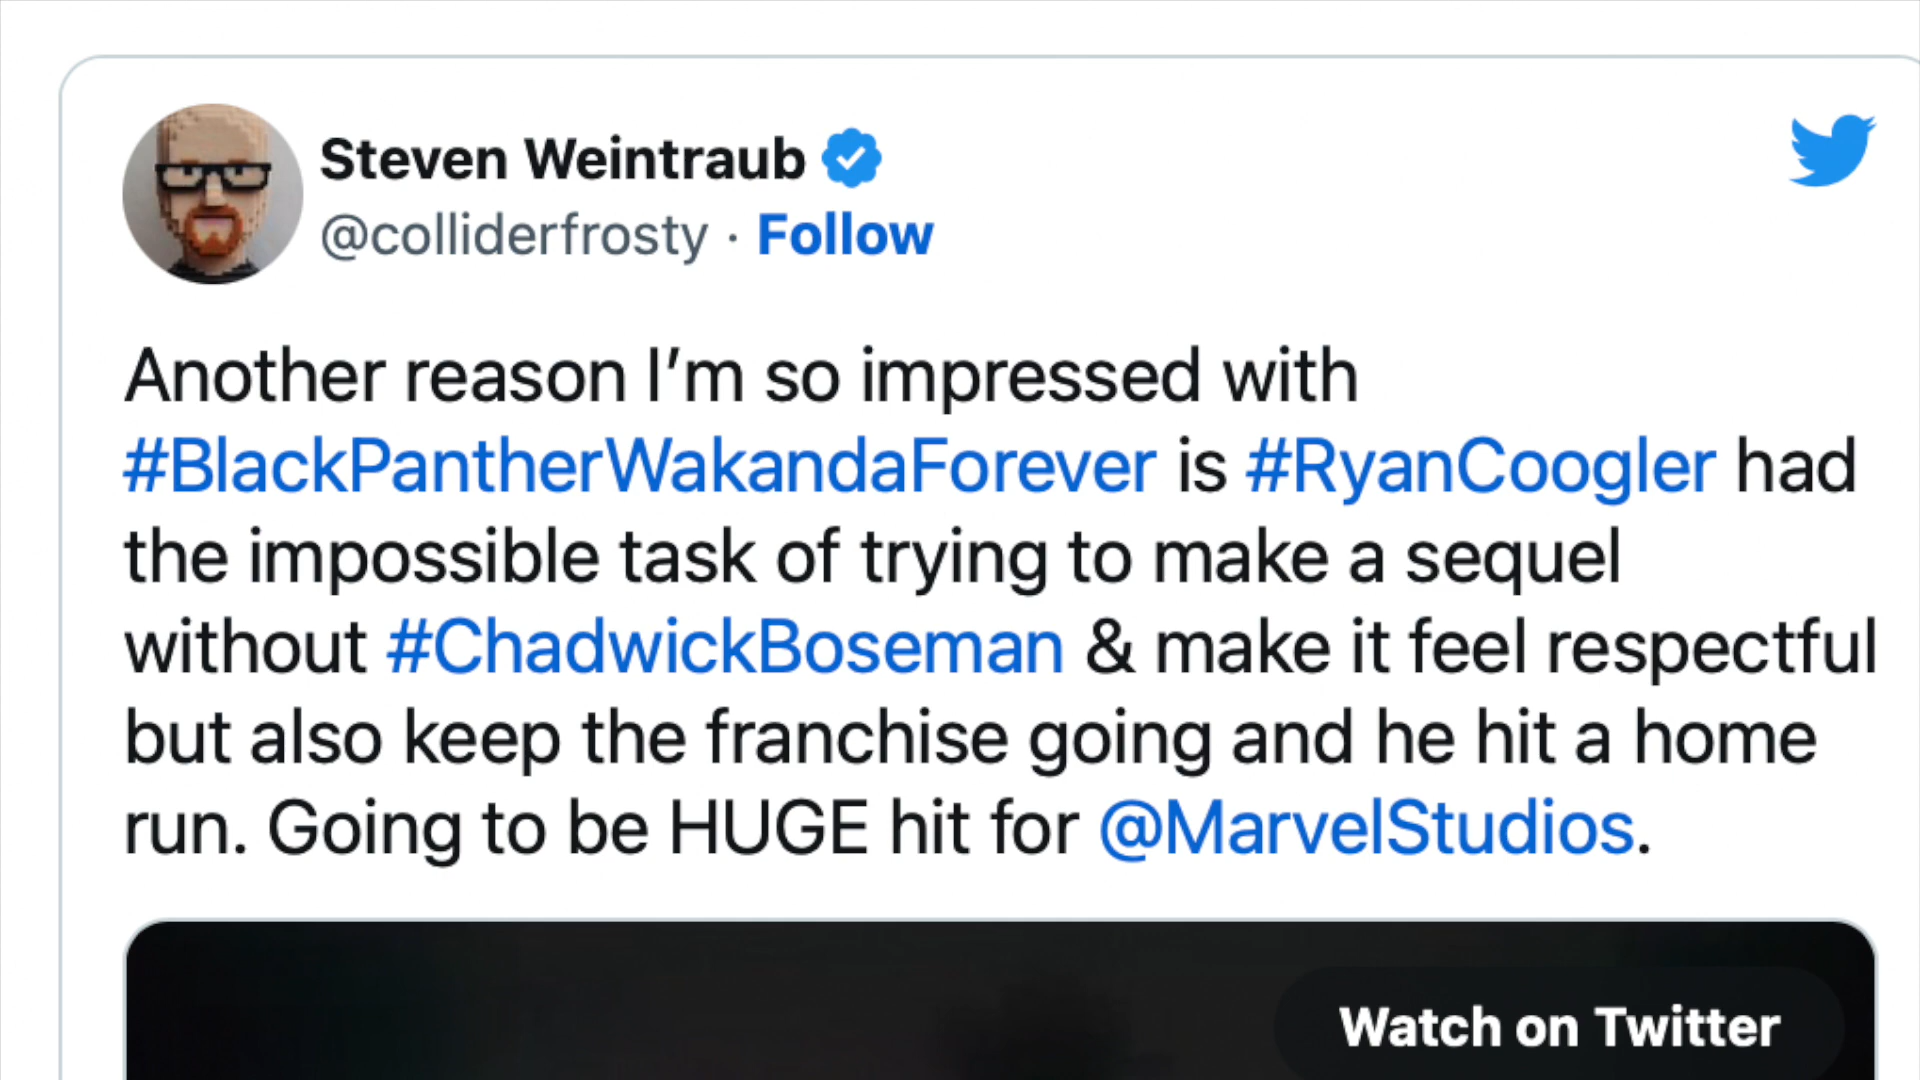 Steven Weintraub
@colliderfrosty · Follow
Another reason I’m so impressed with
#BlackPantherWakandaForever is #RyanCoogler had
the impossible task of trying to make a sequel
without #ChadwickBoseman & make it feel respectful
but also keep the franchise going and he hit a home
run. Going to be HUGE hit for @MarvelStudios.
Watch on Twitter